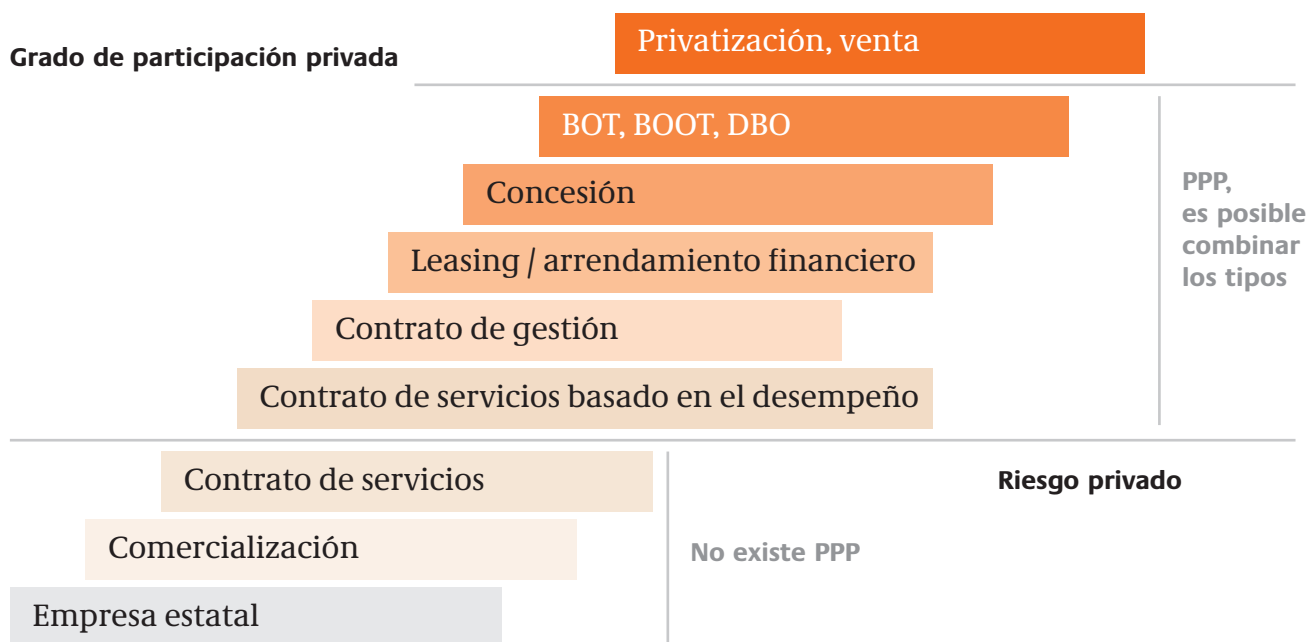 Privatización, venta
Grado de participación privada
BOT, BOOT, DBO
Concesión
PPP,
es posible
combinar
los tipos
Leasing / arrendamiento financiero
Contrato de gestión
Contrato de servicios basado en el desempeño
Contrato de servicios
Riesgo privado
Comercialización
No existe PPP
Empresa estatal